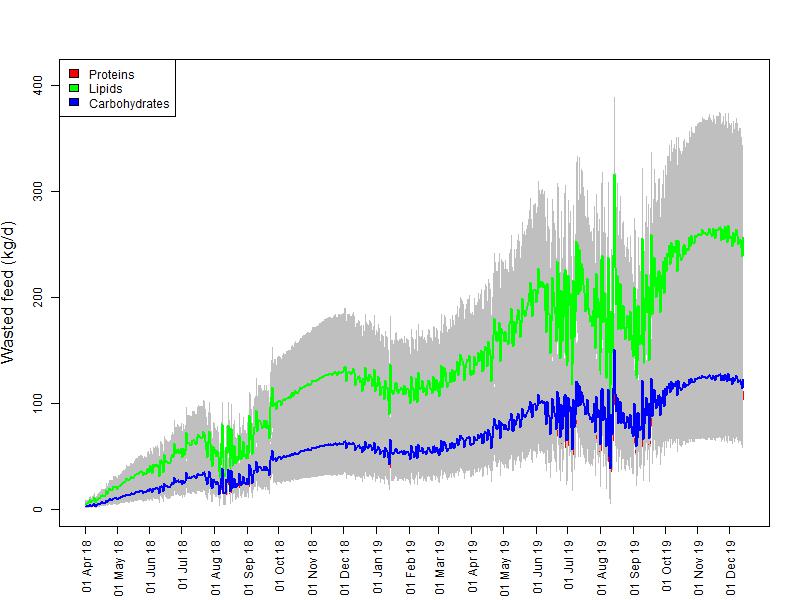 400
300
200
100
0
Wasted feed (kg/d)
Proteins
Lipids
Carbohydrates
01 Apr 18
01 May 18
01 Jun 18
01 Jul 18
01 Aug 18
01 Sep 18
01 Oct 18
01 Nov 18
01 Dec 18
01 Jan 19
01 Feb 19
01 Mar 19
01 Apr 19
01 May 19
01 Jun 19
01 Jul 19
01 Aug 19
01 Sep 19
01 Oct 19
01 Nov 19
01 Dec 19